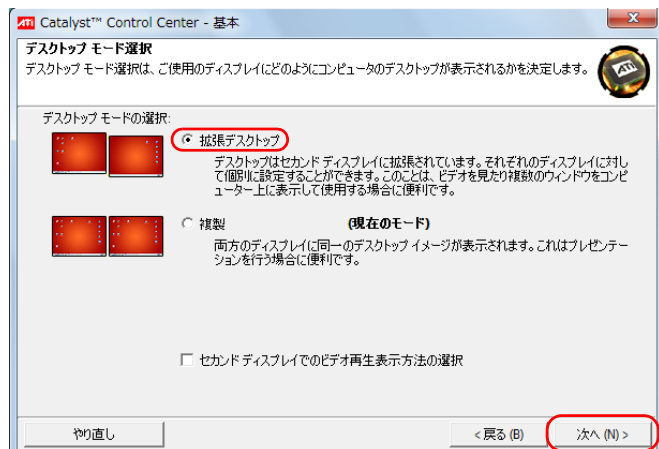 ATI Catalyst™ Control Center - 基本
デスクトップ モード選択
デスクトップ モード選択は、ご使用のディスプレイにどのようにコンピュータのデスクトップが表示されるかを決定します。
ATI
デスクトップ モードの選択:
拡張デスクトップ
デスクトップはセカンド ディスプレイに拡張されています。それぞれのディスプレイに対し
て個別に設定することができます。このことは、ビデオを見たり複数のウィンドウをコンピ
ューター上に表示して使用する場合に便利です。
複製 (現在のモード)
両方のディスプレイに同一のデスクトップ イメージが表示されます。これはプレゼンテー
ションを行う場合に便利です。
セカンド ディスプレイでのビデオ再生表示方法の選択
やり直し
< 戻る (B)
次へ (N) >